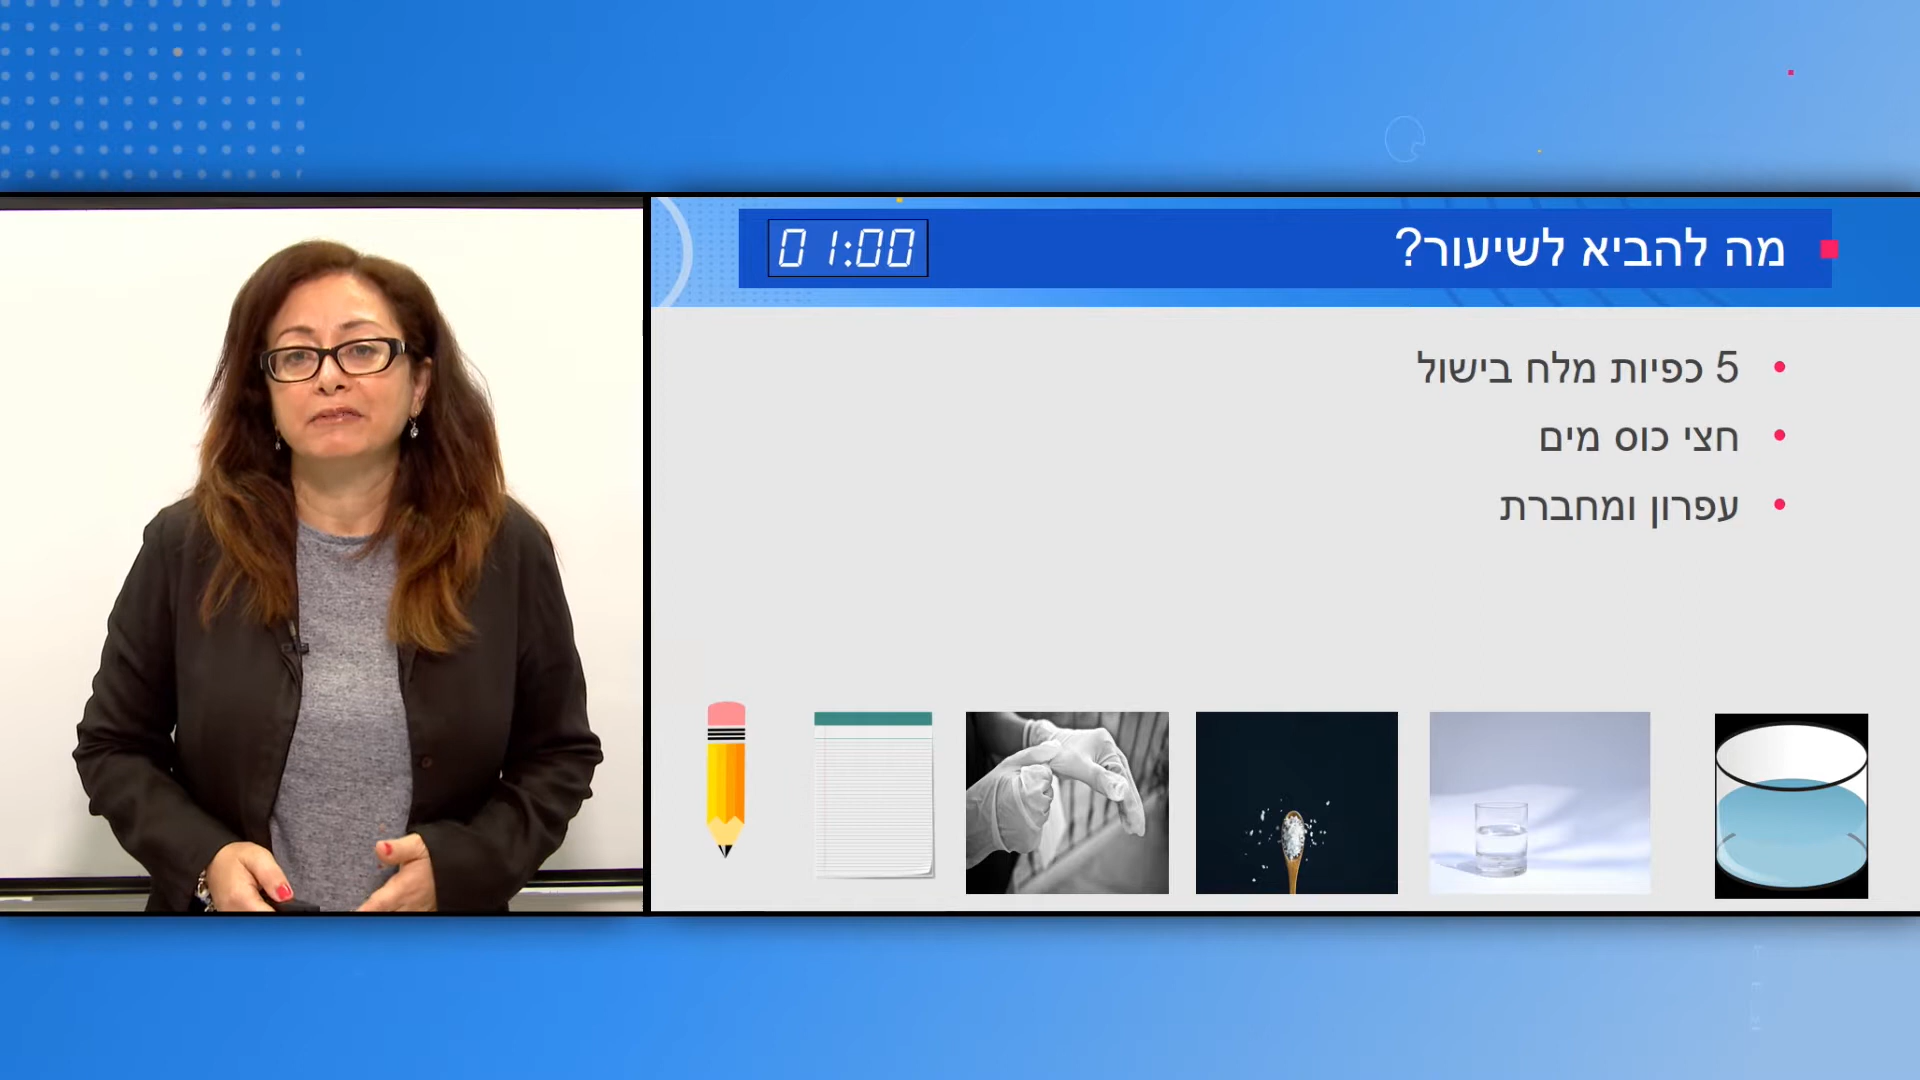 מה להביא לשיעור?
01:00
5 כפיות מלח בישול
חצי כוס מים
עפרון ומחברת